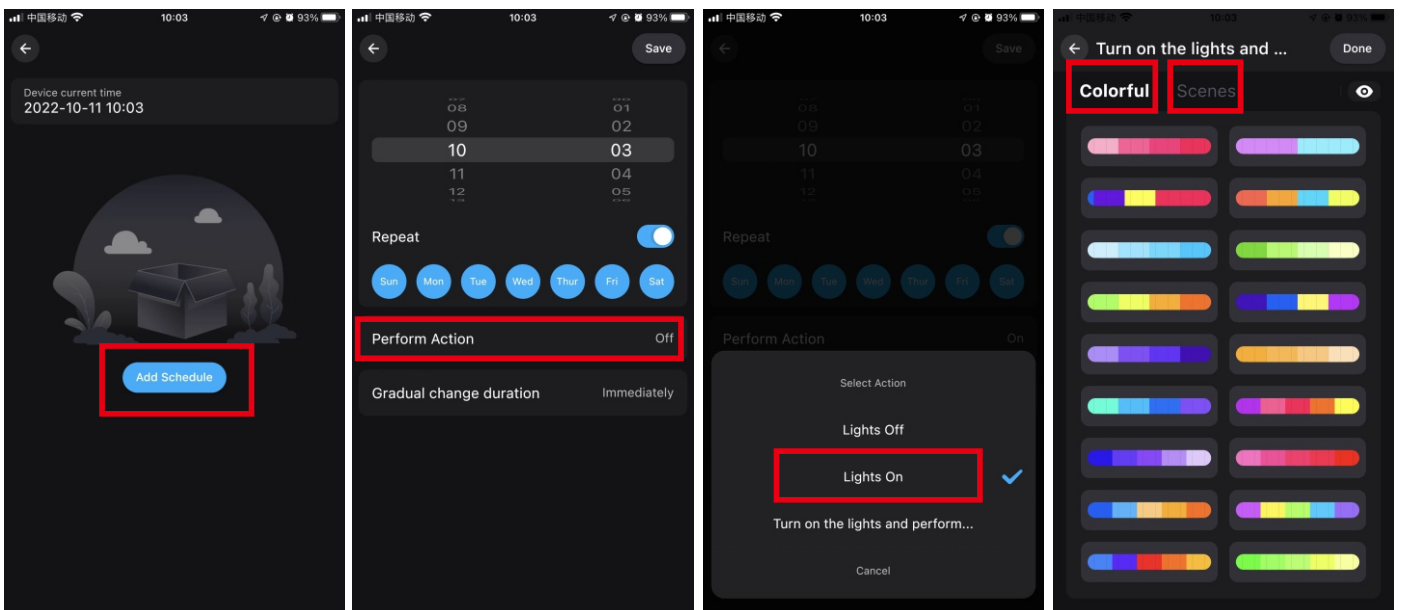 中国移动 10:03 93%
Device current time
2022-10-11 10:03
Add Schedule
中国移动 10:03 93%
Save
08 01
09 02
10 03
11 04
12 05
Repeat
Sun Mon Tue Wed Thur Fri Sat
Perform Action Off
Gradual change duration Immediately
中国移动 10:03 93%
Save
08 01
09 02
10 03
11 04
12 05
Repeat
Sun Mon Tue Wed Thur Fri Sat
Perform Action On
Select Action
Lights Off
Lights On
Turn on the lights and perform...
Cancel
中国移动 10:03 93%
Turn on the lights and ... Done
Colorful Scenes